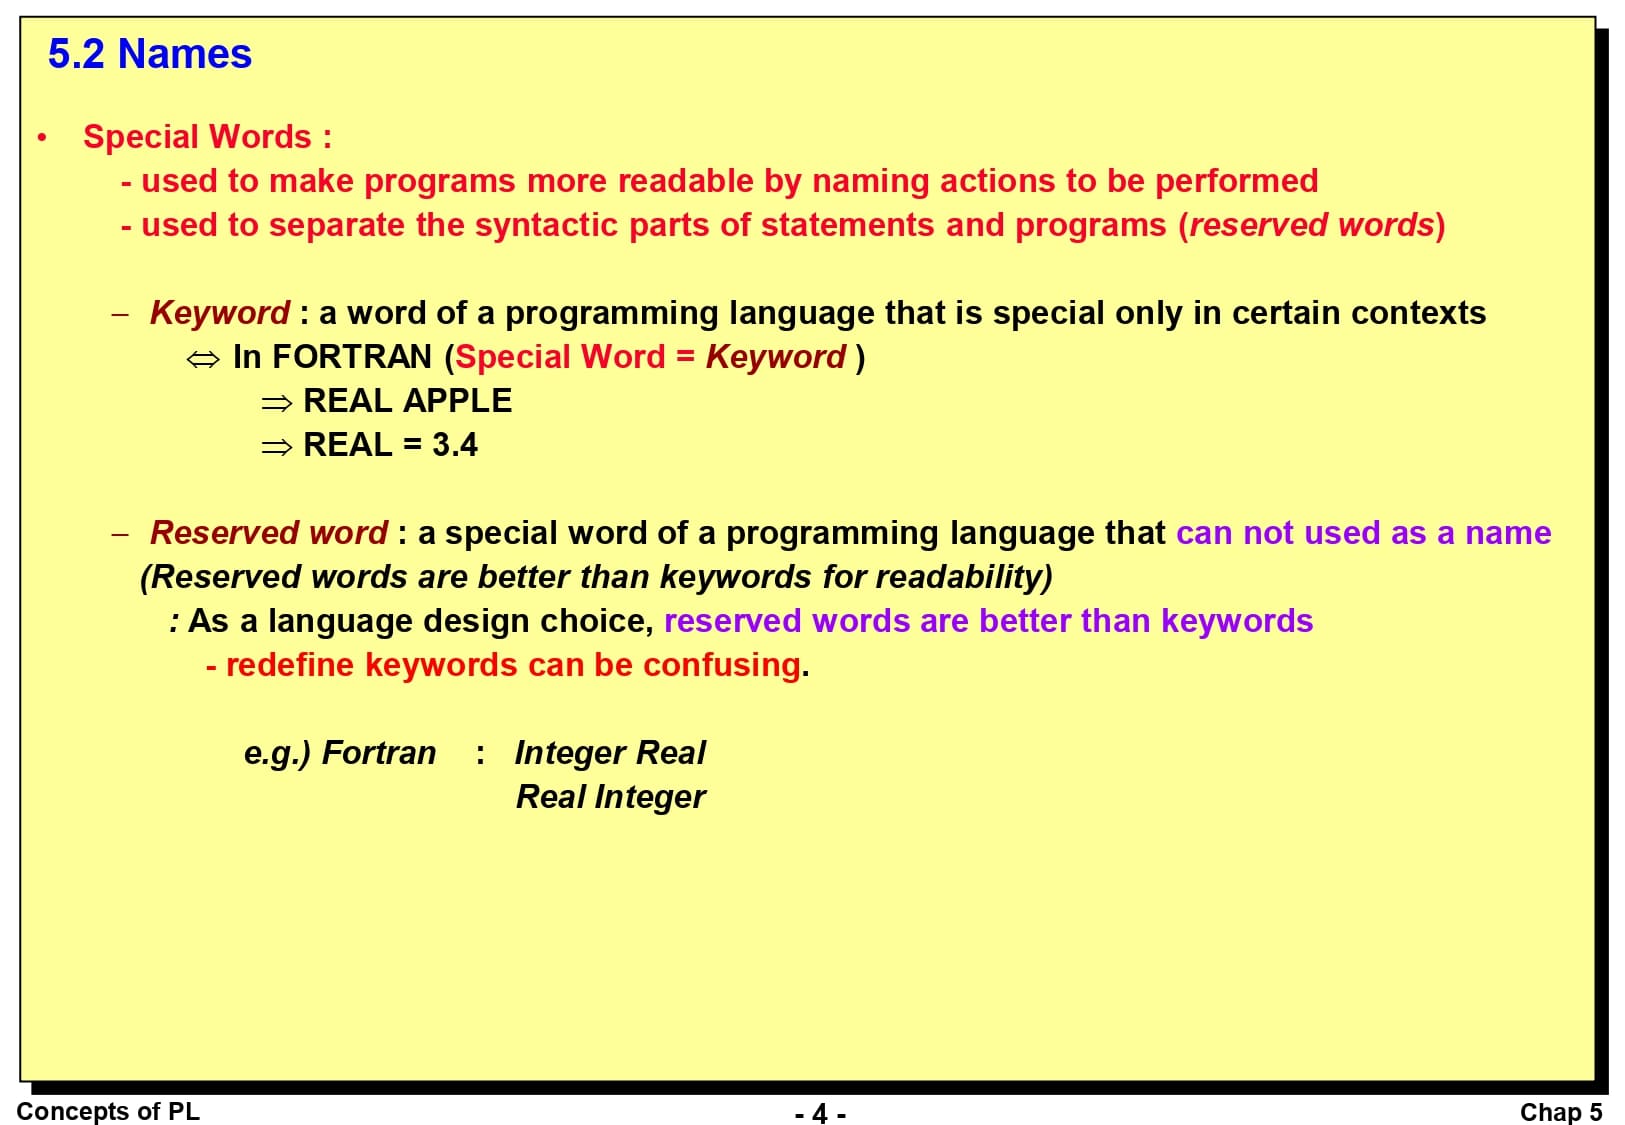 5.2 Names
• Special Words :
- used to make programs more readable by naming actions to be performed
- used to separate the syntactic parts of statements and programs (reserved words)
– Keyword : a word of a programming language that is special only in certain contexts
⇔ In FORTRAN (Special Word = Keyword )
⇒ REAL APPLE
⇒ REAL = 3.4
– Reserved word : a special word of a programming language that can not used as a name
(Reserved words are better than keywords for readability)
: As a language design choice, reserved words are better than keywords
- redefine keywords can be confusing.
e.g.) Fortran : Integer Real
Real Integer
Concepts of PL - 4 - Chap 5